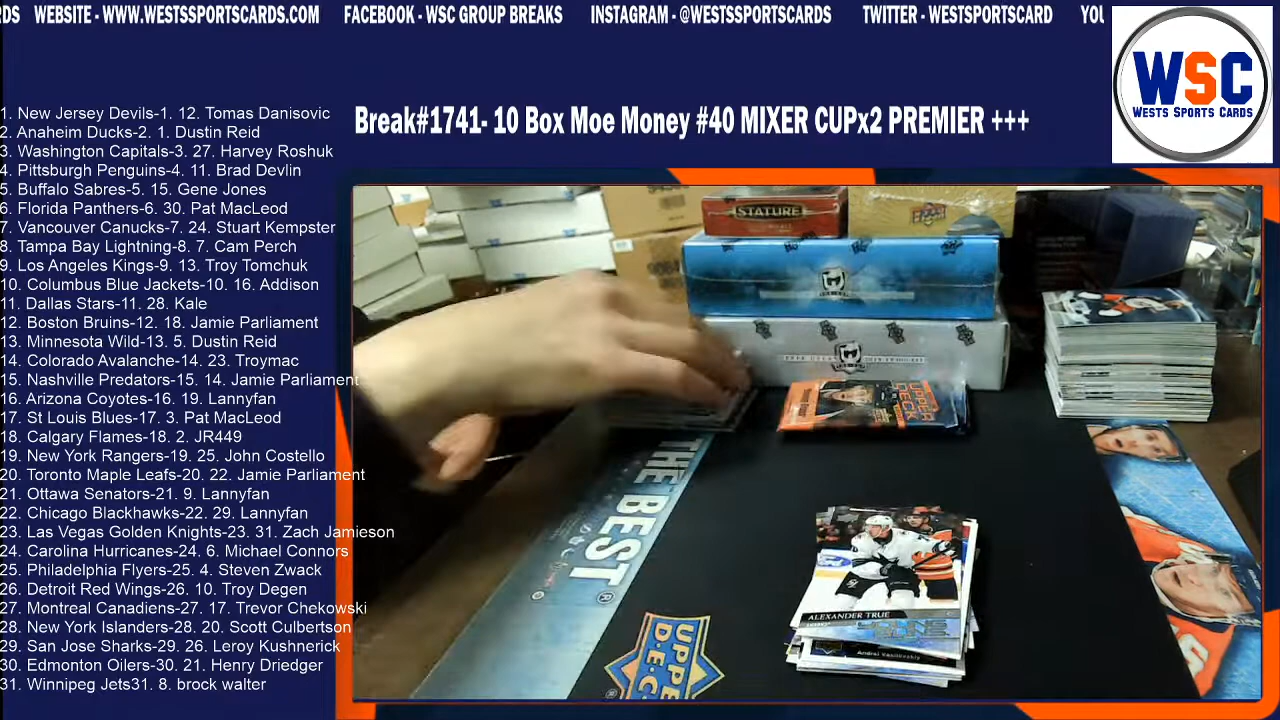 RDS WEBSITE - WWW.WESTSSPORTSCARDS.COM FACEBOOK - WSC GROUP BREAKS INSTAGRAM - @WESTSSPORTSCARDS TWITTER - WESTSPORTSCARD YOU
WSC
WESTS SPORTS CARDS
Break#1741- 10 Box Moe Money #40 MIXER CUPx2 PREMIER +++
1. New Jersey Devils-1. 12. Tomas Danisovic
2. Anaheim Ducks-2. 1. Dustin Reid
3. Washington Capitals-3. 27. Harvey Roshuk
4. Pittsburgh Penguins-4. 11. Brad Devlin
5. Buffalo Sabres-5. 15. Gene Jones
6. Florida Panthers-6. 30. Pat MacLeod
7. Vancouver Canucks-7. 24. Stuart Kempster
8. Tampa Bay Lightning-8. 7. Cam Perch
9. Los Angeles Kings-9. 13. Troy Tomchuk
10. Columbus Blue Jackets-10. 16. Addison
11. Dallas Stars-11. 28. Kale
12. Boston Bruins-12. 18. Jamie Parliament
13. Minnesota Wild-13. 5. Dustin Reid
14. Colorado Avalanche-14. 23. Troymac
15. Nashville Predators-15. 14. Jamie Parliament
16. Arizona Coyotes-16. 19. Lannyfan
17. St Louis Blues-17. 3. Pat MacLeod
18. Calgary Flames-18. 2. JR449
19. New York Rangers-19. 25. John Costello
20. Toronto Maple Leafs-20. 22. Jamie Parliament
21. Ottawa Senators-21. 9. Lannyfan
22. Chicago Blackhawks-22. 29. Lannyfan
23. Las Vegas Golden Knights-23. 31. Zach Jamieson
24. Carolina Hurricanes-24. 6. Michael Connors
25. Philadelphia Flyers-25. 4. Steven Zwack
26. Detroit Red Wings-26. 10. Troy Degen
27. Montreal Canadiens-27. 17. Trevor Chekowski
28. New York Islanders-28. 20. Scott Culbertson
29. San Jose Sharks-29. 26. Leroy Kushnerick
30. Edmonton Oilers-30. 21. Henry Driedger
31. Winnipeg Jets31. 8. brock walter
STATURE
UPPER DECK
THE BEST
ALEXANDER TRUE
YOUNG GUNS
Andrei Vasilevskiy
UPPER
DECK